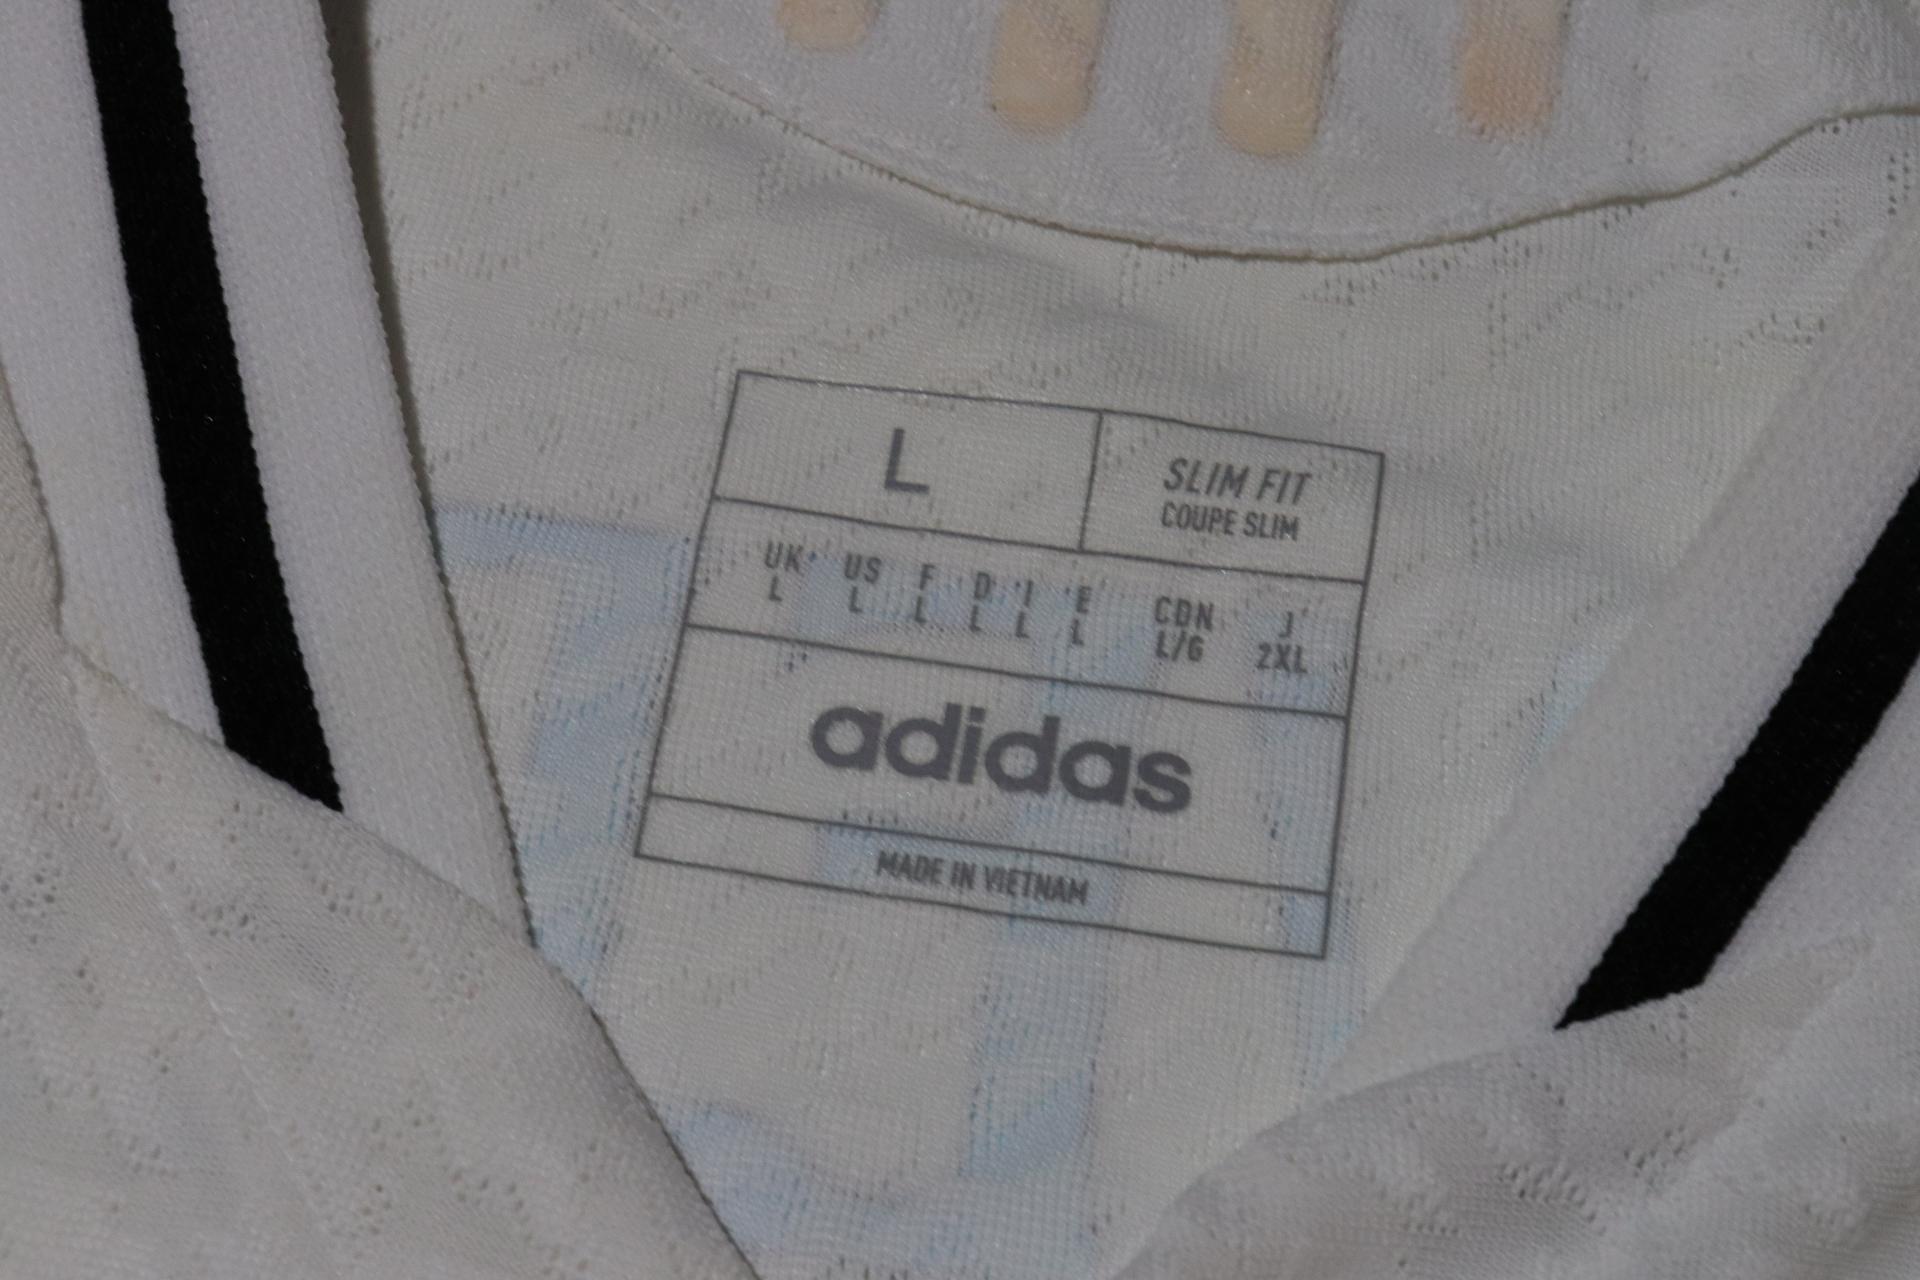 L
SLIM FIT
COUPE SLIM
UK US F D I E CDN J
L L L L L L L/G 2XL
adidas
MADE IN VIETNAM